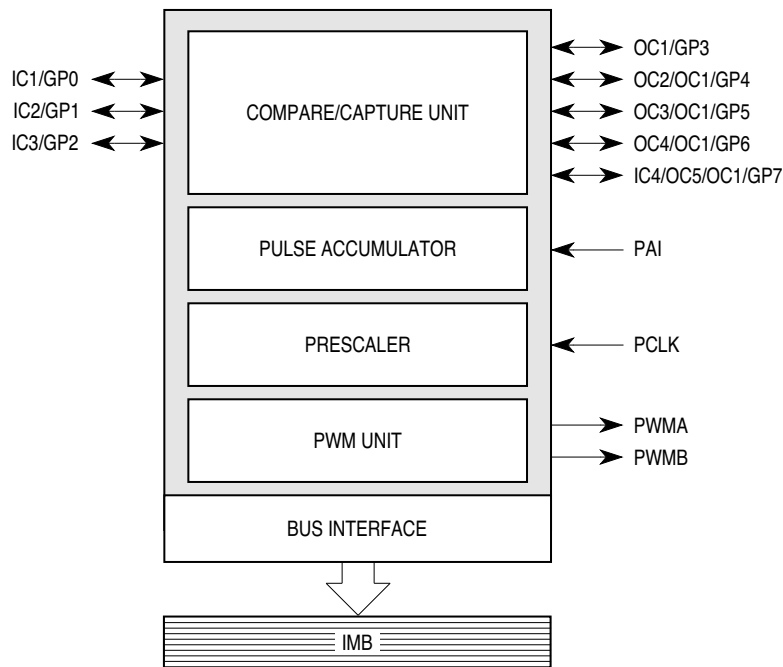 IC1/GP0
IC2/GP1
IC3/GP2
COMPARE/CAPTURE UNIT
OC1/GP3
OC2/OC1/GP4
OC3/OC1/GP5
OC4/OC1/GP6
IC4/OC5/OC1/GP7
PULSE ACCUMULATOR
PAI
PRESCALER
PCLK
PWM UNIT
PWMA
PWMB
BUS INTERFACE
IMB